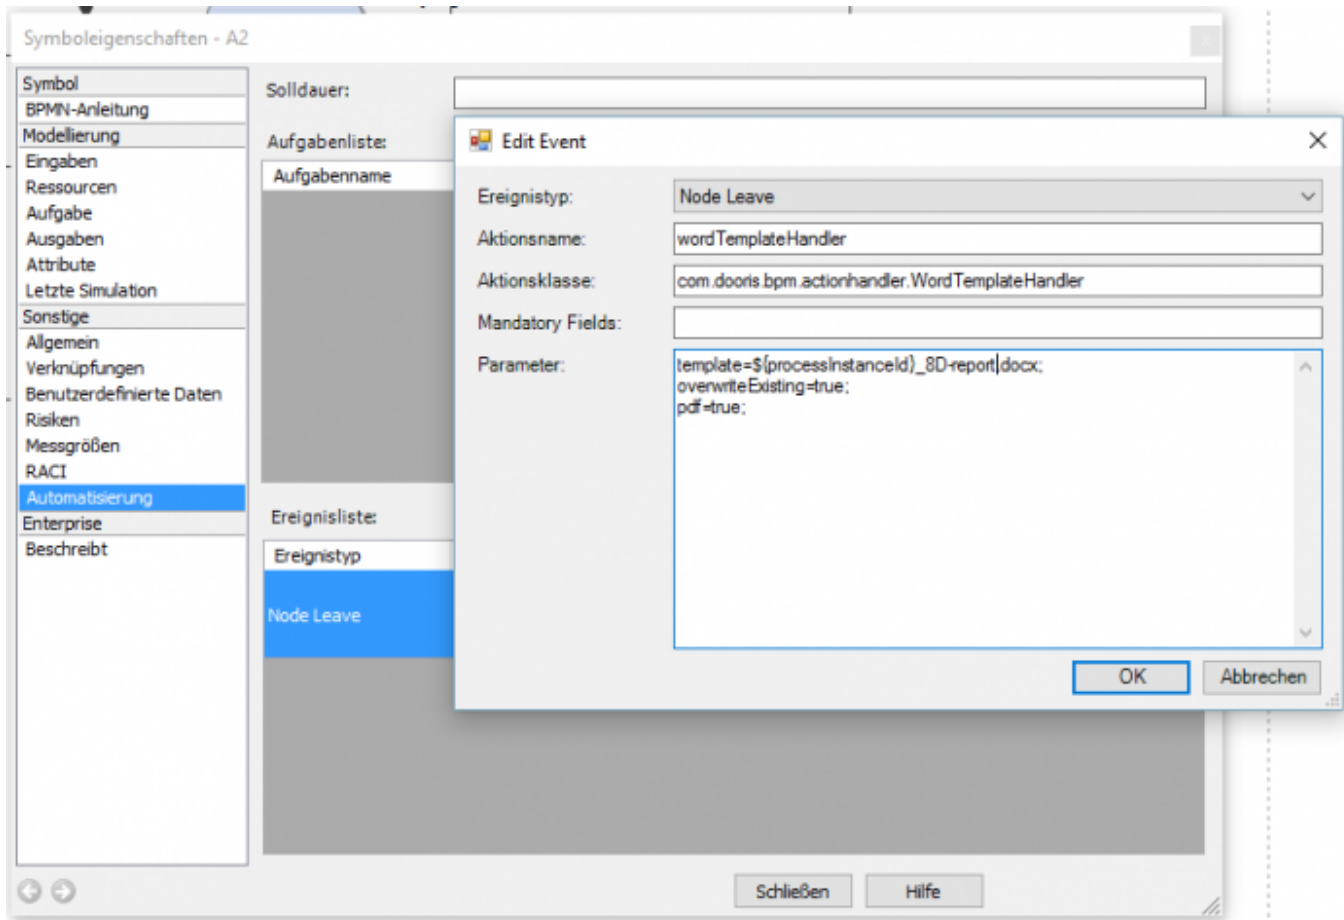 Symboleigenschaften - A2
Symbol
BPMN-Anleitung
Modellierung
Eingaben
Ressourcen
Aufgabe
Ausgaben
Attribute
Letzte Simulation
Sonstige
Allgemein
Verknüpfungen
Benutzerdefinierte Daten
Risiken
Messgrößen
RACI
Automatisierung
Enterprise
Beschreibt
Solldauer:
Aufgabenliste:
Aufgabenname
Ereignisliste:
Ereignistyp
Node Leave
Schließen
Hilfe
Edit Event
Ereignistyp:
Node Leave
Aktionsname:
wordTemplateHandler
Aktionsklasse:
com.dooris.bpm.actionhandler.WordTemplateHandler
Mandatory Fields:
Parameter:
template=${processInstanceId}_8D-report.docx;
overwriteExisting=true;
pdf=true;
OK
Abbrechen